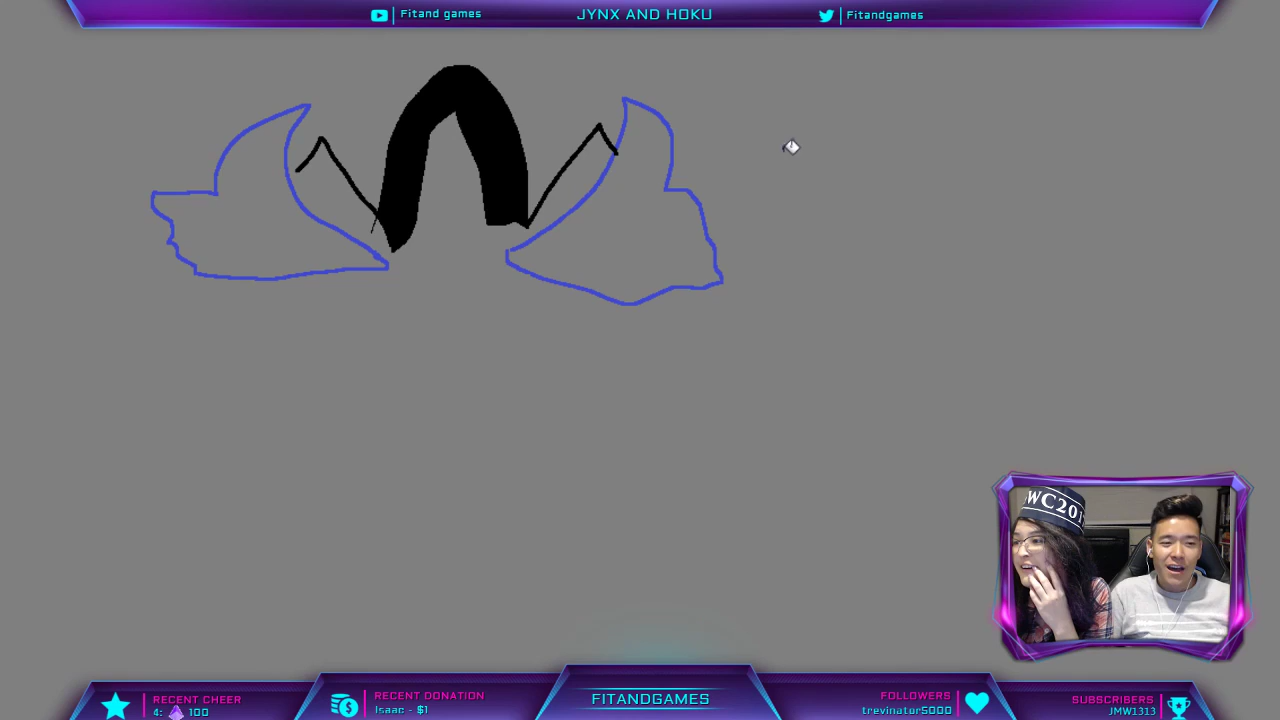 Fitand games
JYNX AND HOKU
Fitandgames
WC201
RECENT CHEER
4: 100
RECENT DONATION
Isaac - $1
FITANDGAMES
FOLLOWERS
trevinator5000
SUBSCRIBERS
JMW1313